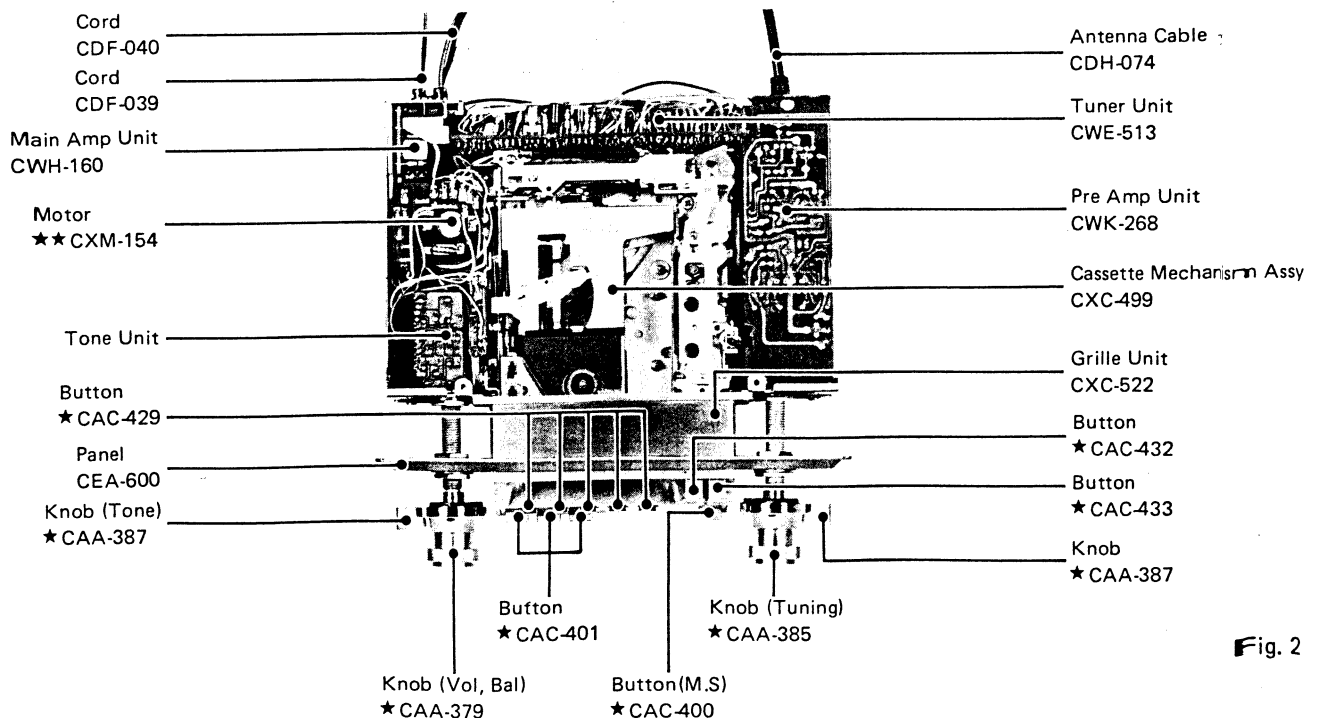 Cord
CDF-040
Cord
CDF-039
Main Amp Unit
CWH-160
Motor
★★ CXM-154
Tone Unit
Button
★ CAC-429
Panel
CEA-600
Knob (Tone)
★ CAA-387
Antenna Cable
CDH-074
Tuner Unit
CWE-513
Pre Amp Unit
CWK-268
Cassette Mechanism Assy
CXC-499
Grille Unit
CXC-522
Button
★ CAC-432
Button
★ CAC-433
Knob
★ CAA-387
Button
★ CAC-401
Knob (Tuning)
★ CAA-385
Knob (Vol, Bal)
★ CAA-379
Button (M.S)
★ CAC-400
Fig. 2